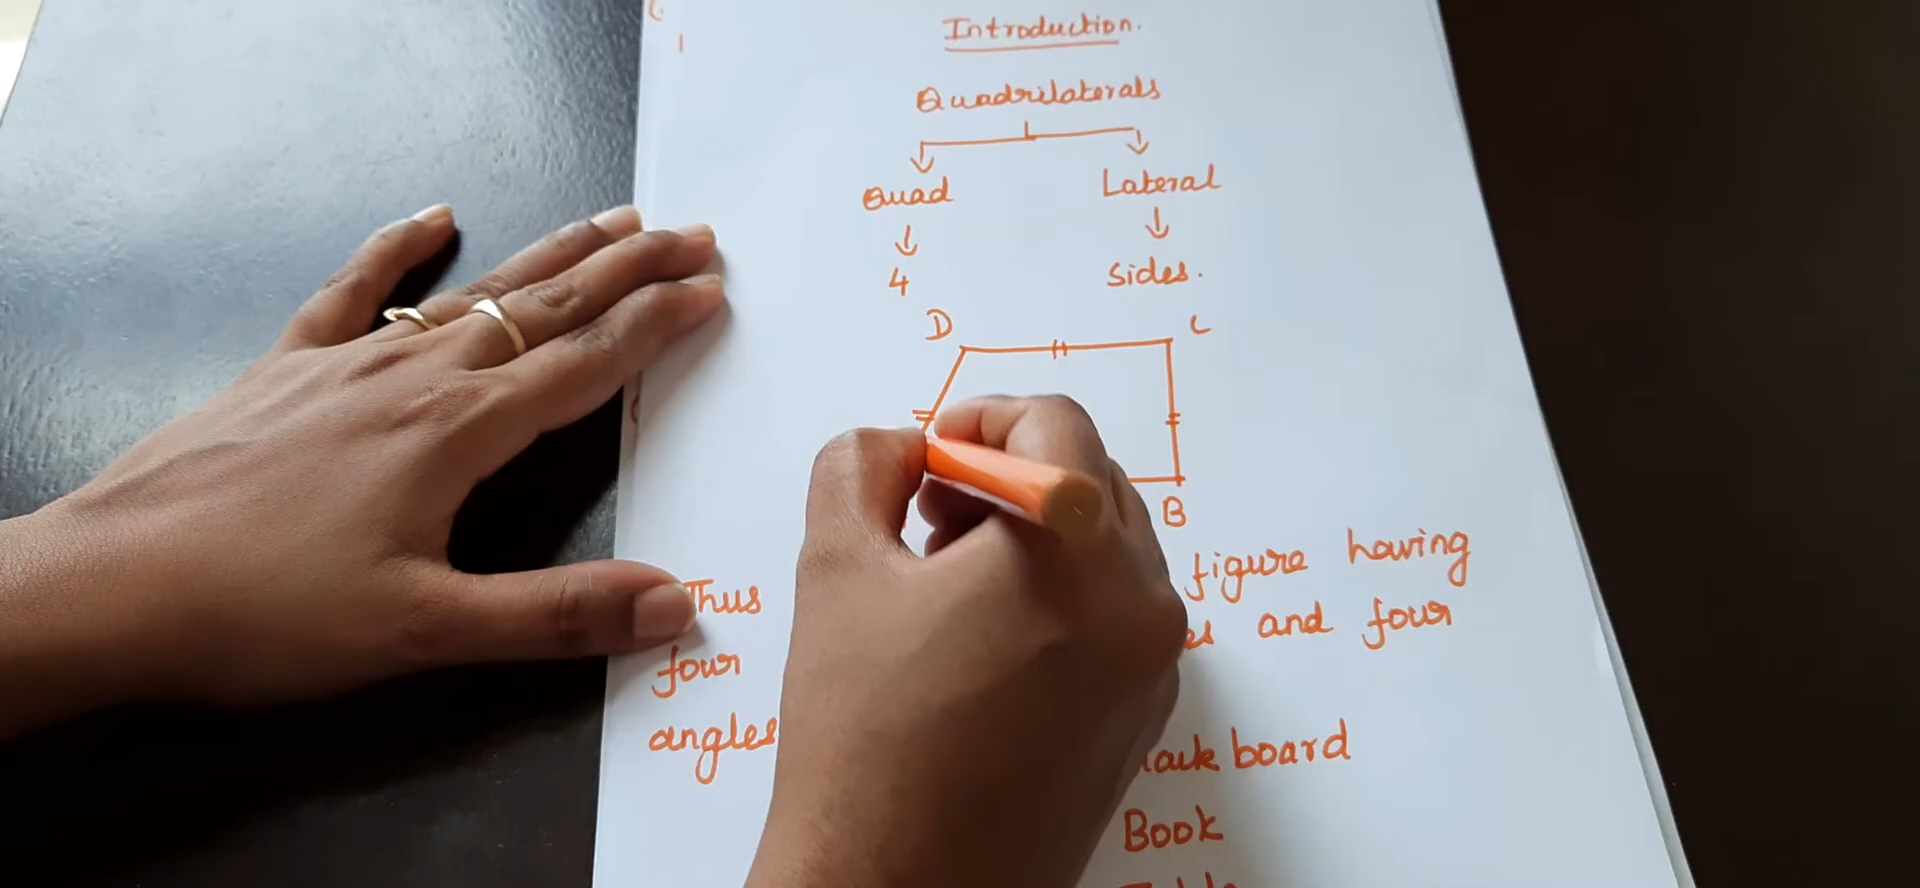 Introduction.
Quadrilaterals
Quad Lateral
4 Sides.
D C
B
Thus figure having
four and four
angles
board
Book